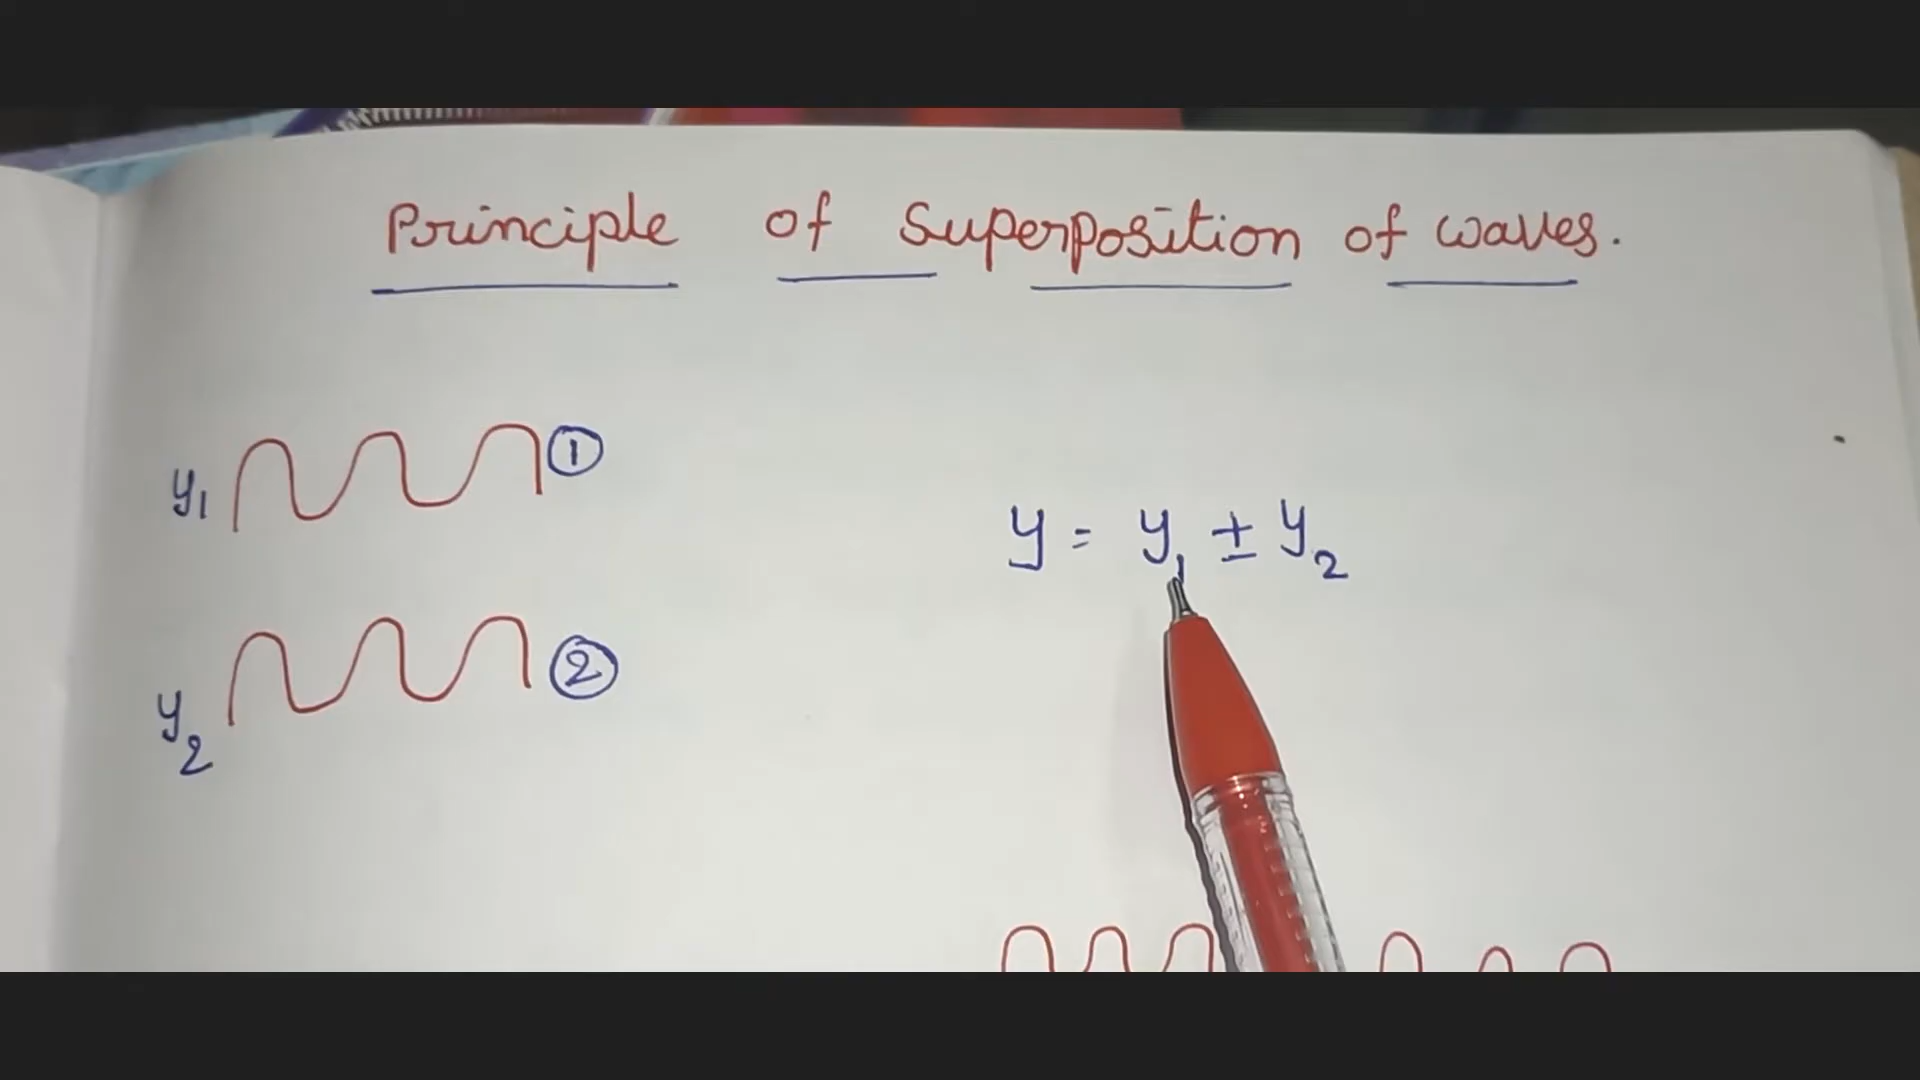 Principle of Superposition of waves.
y1 ①
y = y1 ± y2
y2 ②